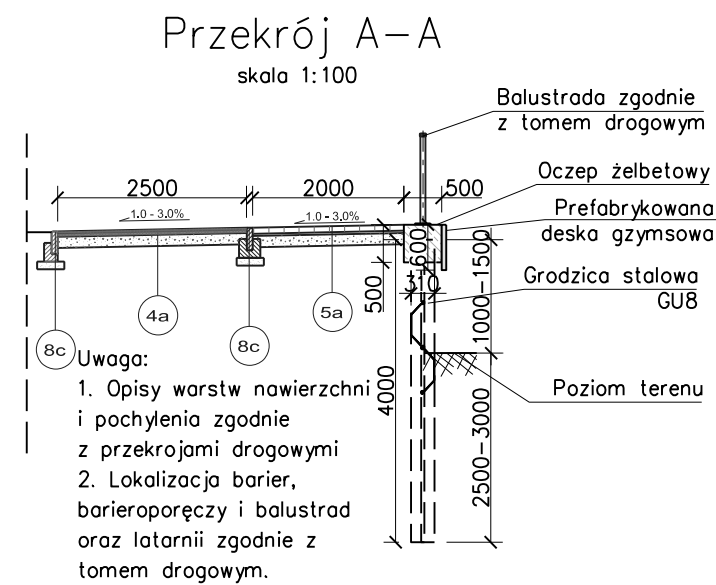 Przekrój A-A
skala 1:100
Balustrada zgodnie
z tomem drogowym
Oczep żelbetowy
Prefabrykowana
deska gzymsowa
Grodzica stalowa
GU8
Poziom terenu
2500
2000
500
1.0 - 3.0%
1.0 - 3.0%
600
310
500
1000-1500
4000
2500-3000
8c
4a
8c
5a
Uwaga:
1. Opisy warstw nawierzchni
i pochylenia zgodnie
z przekrojami drogowymi
2. Lokalizacja barier,
barieroporęczy i balustrad
oraz latarnii zgodnie z
tomem drogowym.